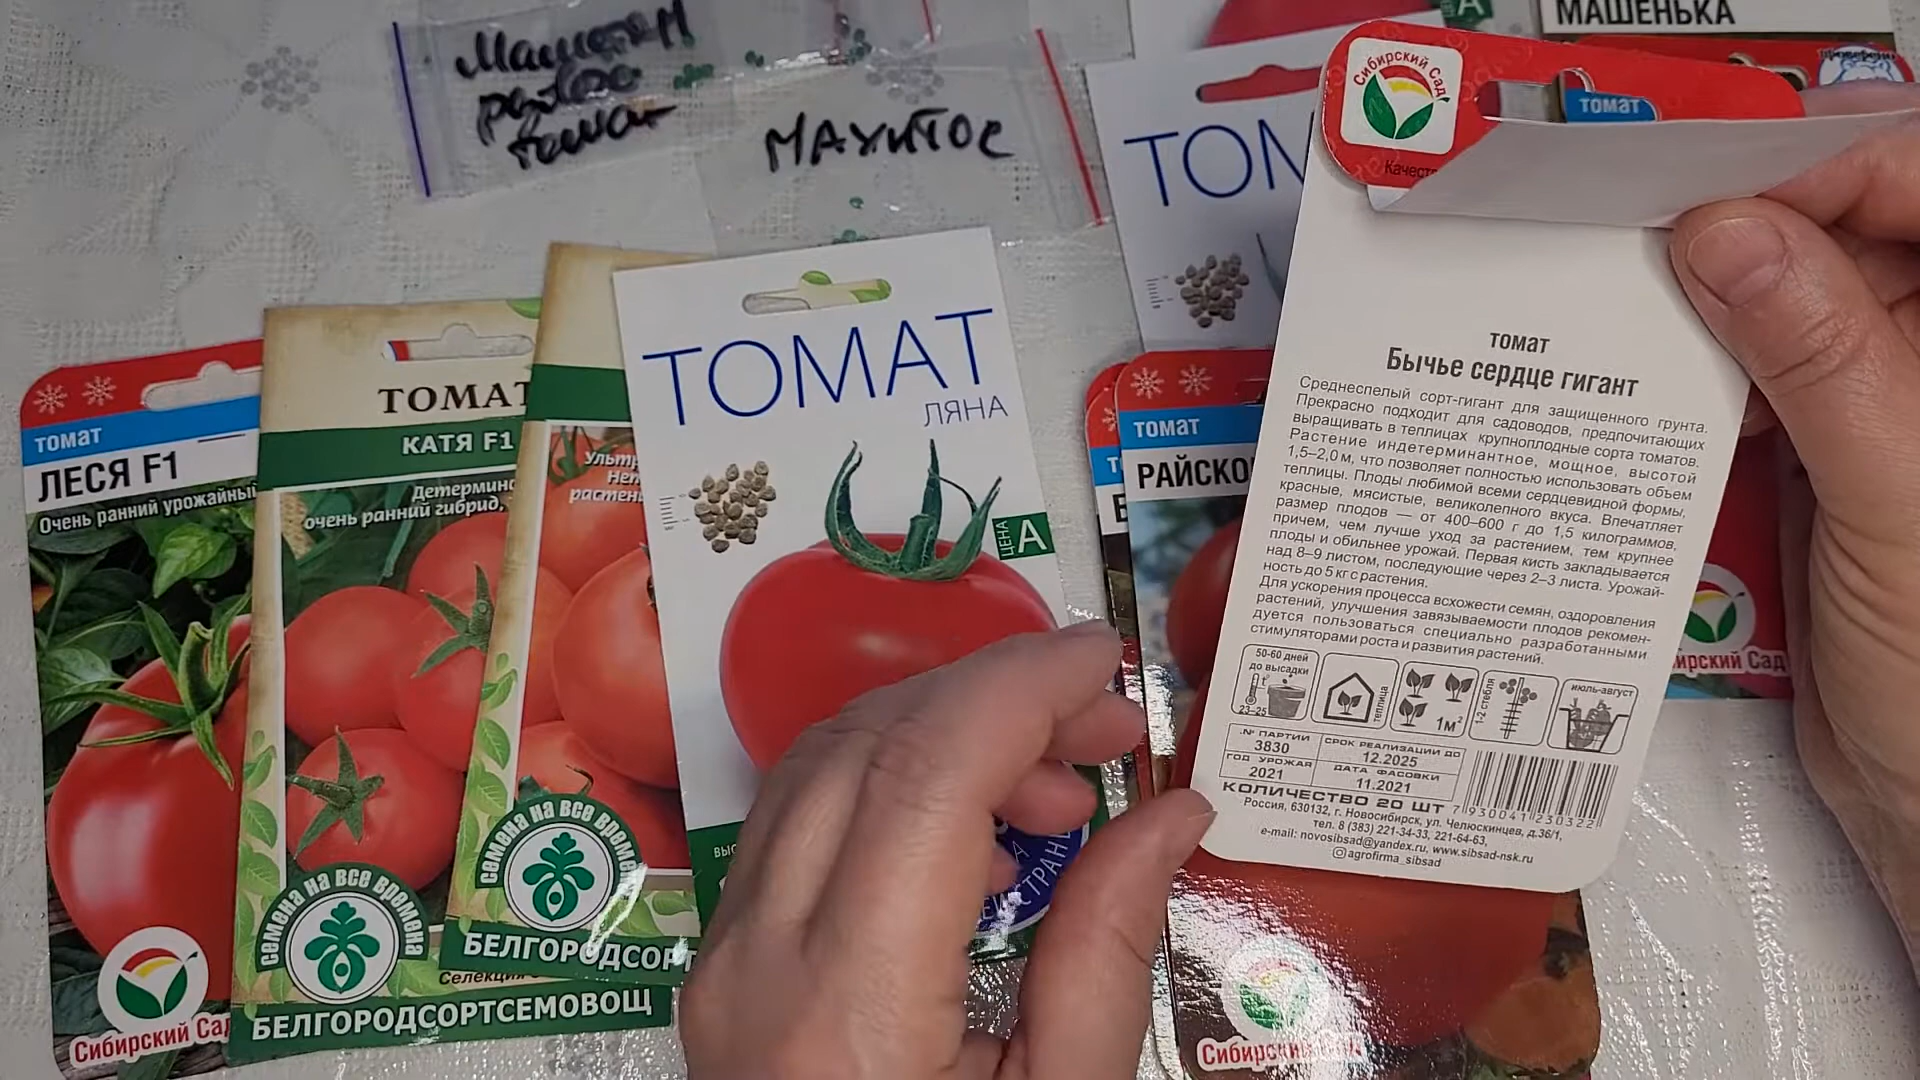 МАШЕНЬКА
А
Машенька
томат
МАХИТОС
ТОМ
Сибирский Сад
томат
томат
ЛЕСЯ F1
Очень ранний урожайный
Сибирский Сад
ТОМАТ
КАТЯ F1
Детермин
очень ранний гибрид,
семена на все времена
Селекция
БЕЛГОРОДСОРТСЕМОВОЩ
Ультр
растен
семена на все времена
БЕЛГОРОДСОРТ
ТОМАТ
ЛЯНА
ЦЕНА
А
томат
РАЙСКО
Сибирский
ирский Сад
томат
Бычье сердце гигант
Среднеспелый сорт-гигант для защищенного грунта.
Прекрасно подходит для садоводов, предпочитающих
выращивать в теплицах крупноплодные сорта томатов.
Растение индетерминантное, мощное, высотой
1,5–2,0 м, что позволяет полностью использовать объем
теплицы. Плоды любимой всеми сердцевидной формы,
красные, мясистые, великолепного вкуса. Впечатляет
размер плодов — от 400–600 г до 1,5 килограммов,
причем, чем лучше уход за растением, тем крупнее
плоды и обильнее урожай. Первая кисть закладывается
над 8–9 листом, последующие через 2–3 листа. Урожай-
ность до 5 кг с растения.
Для ускорения процесса всхожести семян, оздоровления
растений, улучшения завязываемости плодов рекомен-
дуется пользоваться специально разработанными
стимуляторами роста и развития растений.
50-60 дней
до высадки
t°
23–25
теплица
1м²
1-2 стебля
июль-август
№ ПАРТИИ
3830
СРОК РЕАЛИЗАЦИИ ДО
12.2025
ГОД УРОЖАЯ
2021
ДАТА ФАСОВКИ
11.2021
КОЛИЧЕСТВО 20 ШТ
7 930041 230322
Россия, 630132, г. Новосибирск, ул. Челюскинцев, д.36/1,
тел. 8 (383) 221-34-33, 221-64-63,
e-mail: novosibsad@yandex.ru, www.sibsad-nsk.ru
agrofirma_sibsad